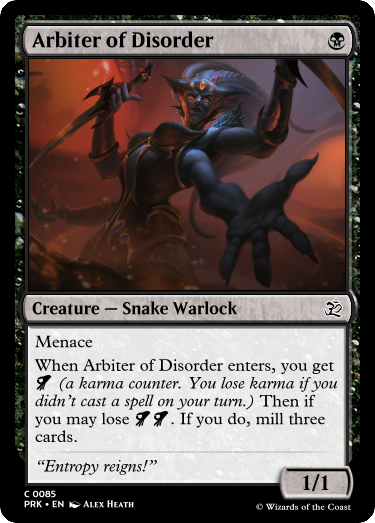 Arbiter of Disorder
Creature — Snake Warlock
Menace
When Arbiter of Disorder enters, you get
(a karma counter. You lose karma if you
didn't cast a spell on your turn.) Then if
you may lose . If you do, mill three
cards.
"Entropy reigns!"
1/1
C 0085
PRK • EN Alex Heath
© Wizards of the Coast